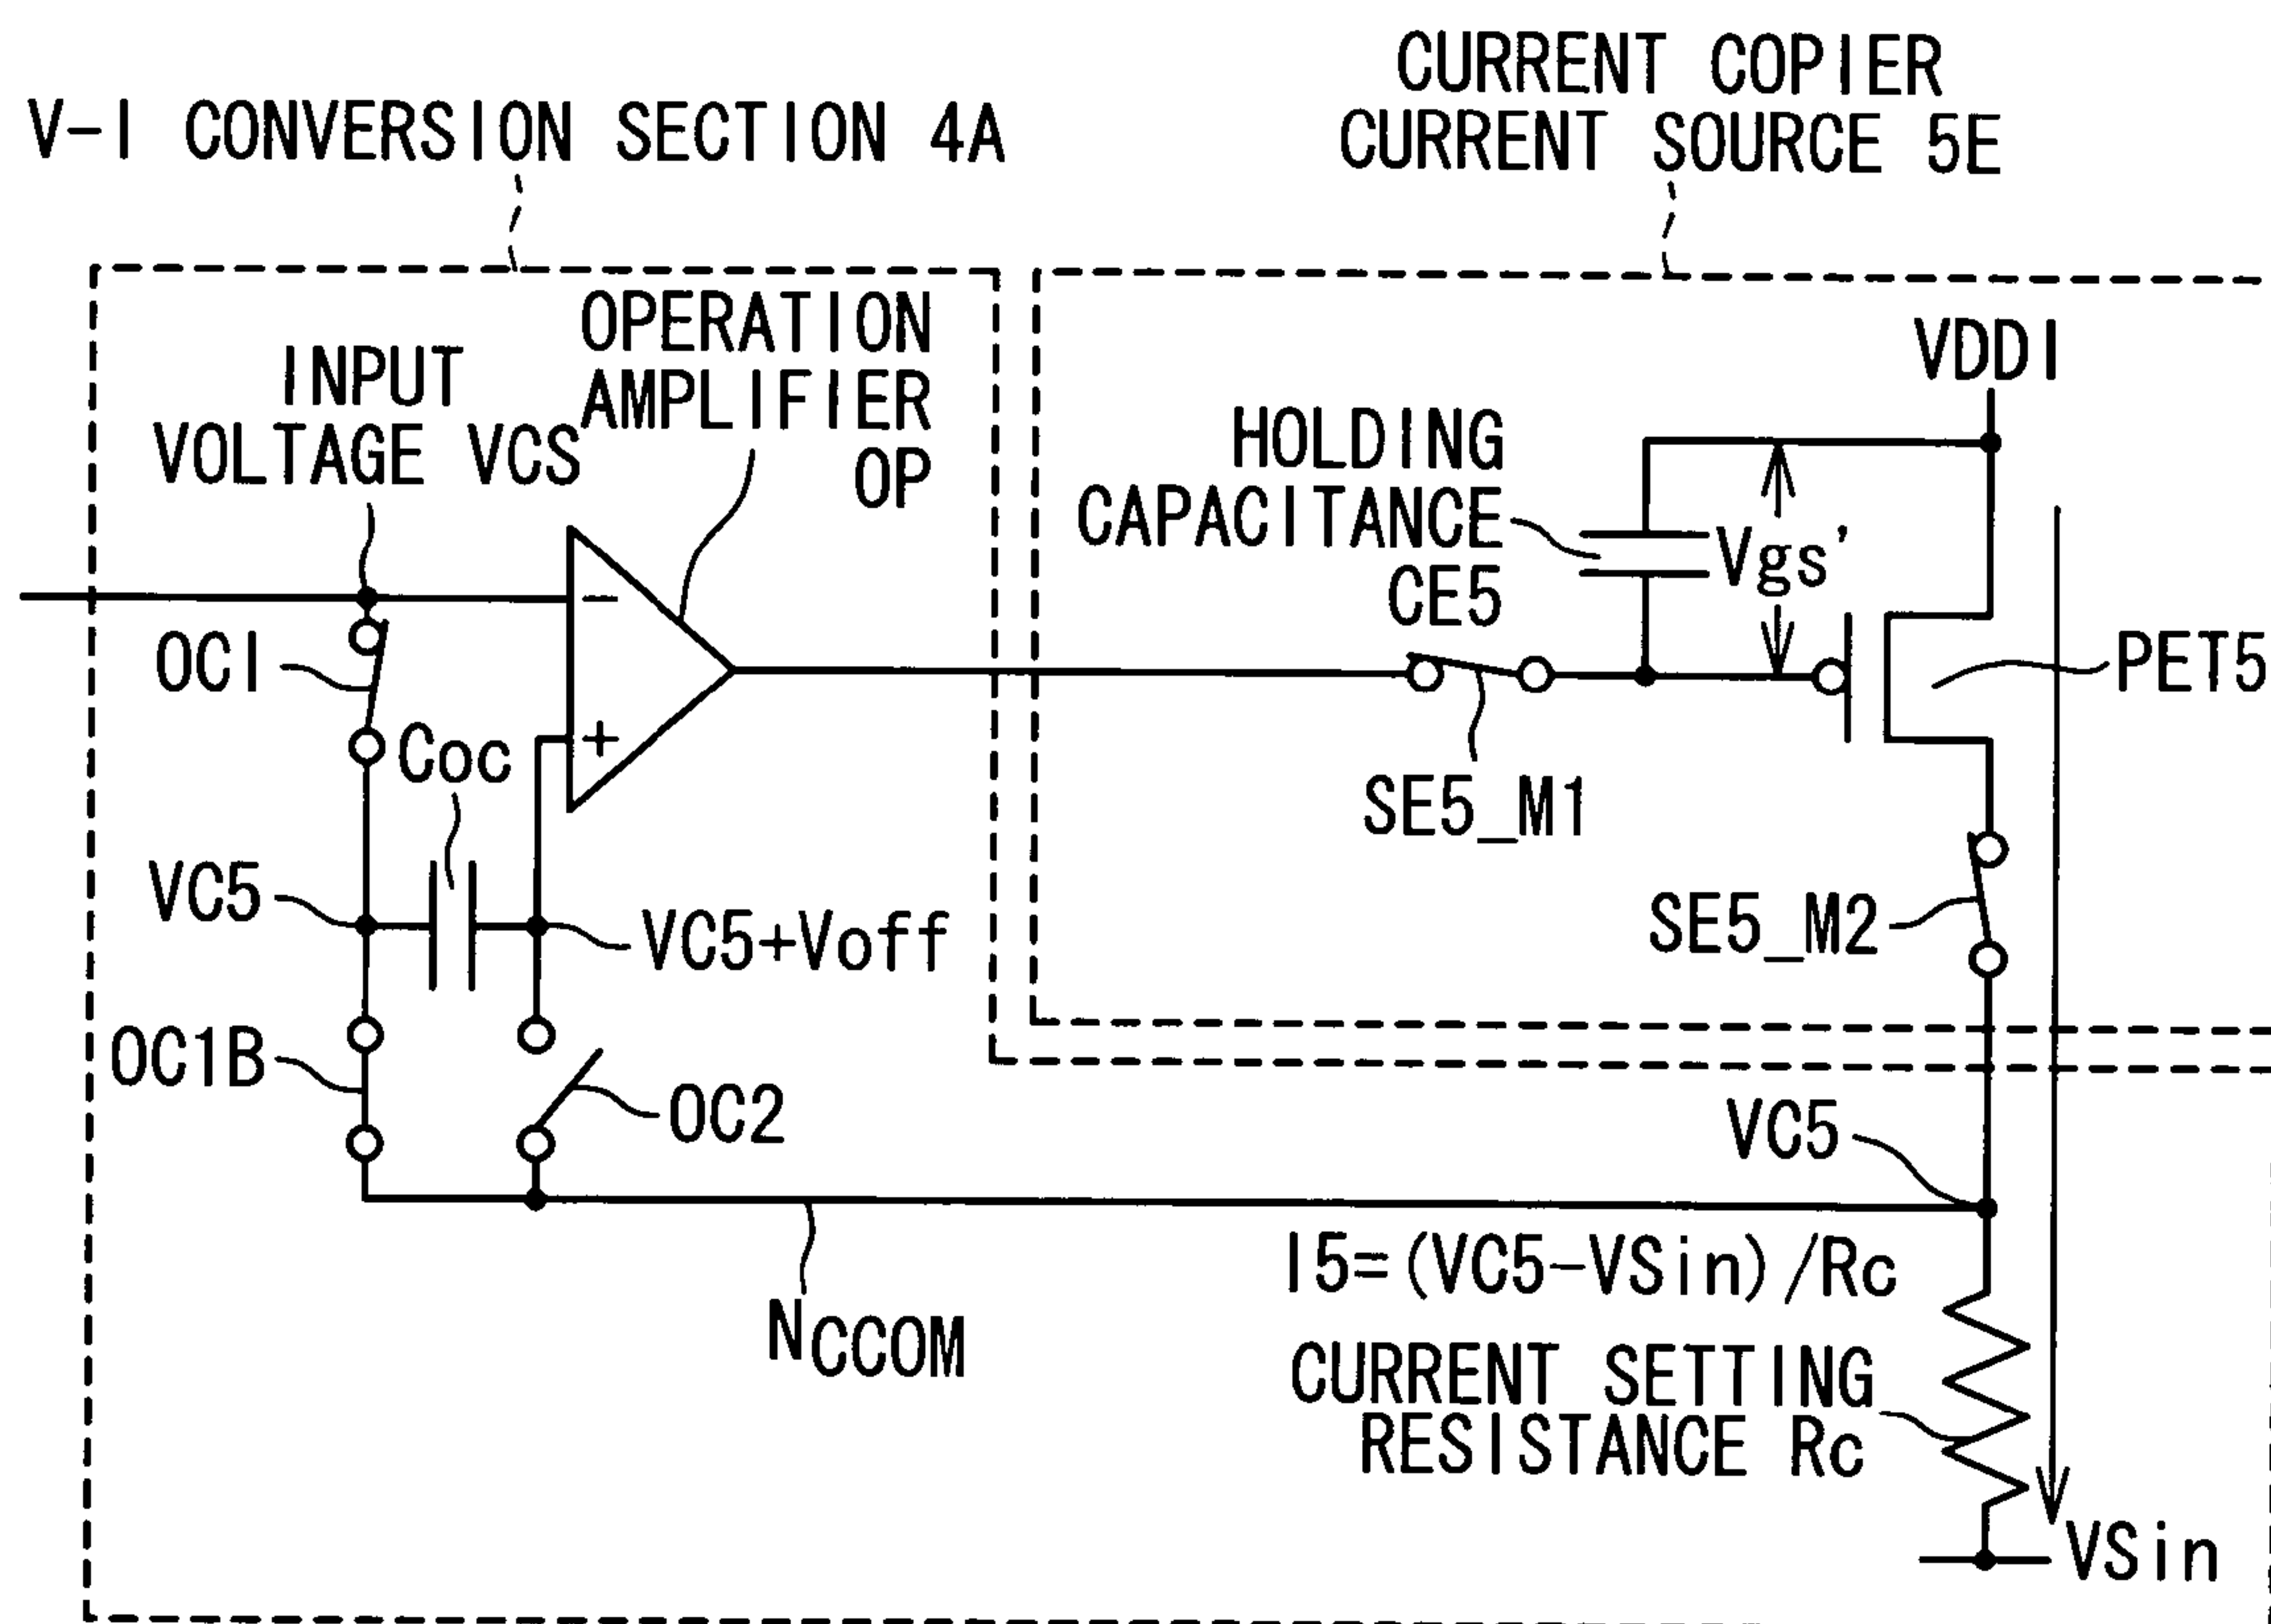 CURRENT COPIER
CURRENT SOURCE 5E
V-I CONVERSION SECTION 4A
OPERATION
AMPLIFIER
OP
INPUT
VOLTAGE VCS
VDDI
HOLDING
CAPACITANCE
CE5
Vgs'
-
OCI
PET5
+
Coc
SE5_M1
VC5
VC5+Voff
SE5_M2
OC1B
OC2
VC5
I5=(VC5-VSin)/Rc
NCCOM
CURRENT SETTING
RESISTANCE Rc
VSin